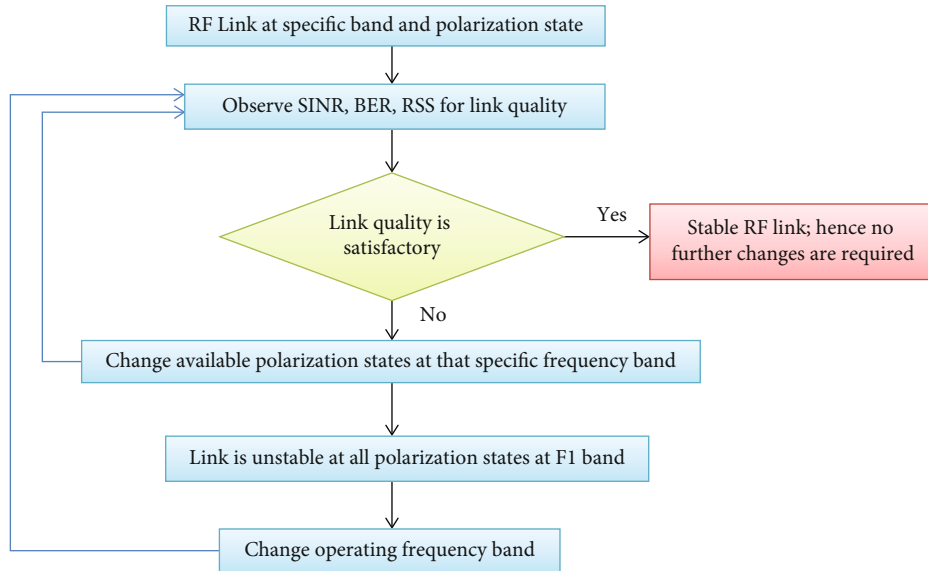 RF Link at specific band and polarization state
Observe SINR, BER, RSS for link quality
Link quality is
satisfactory
Yes
Stable RF link; hence no
further changes are required
No
Change available polarization states at that specific frequency band
Link is unstable at all polarization states at F1 band
Change operating frequency band